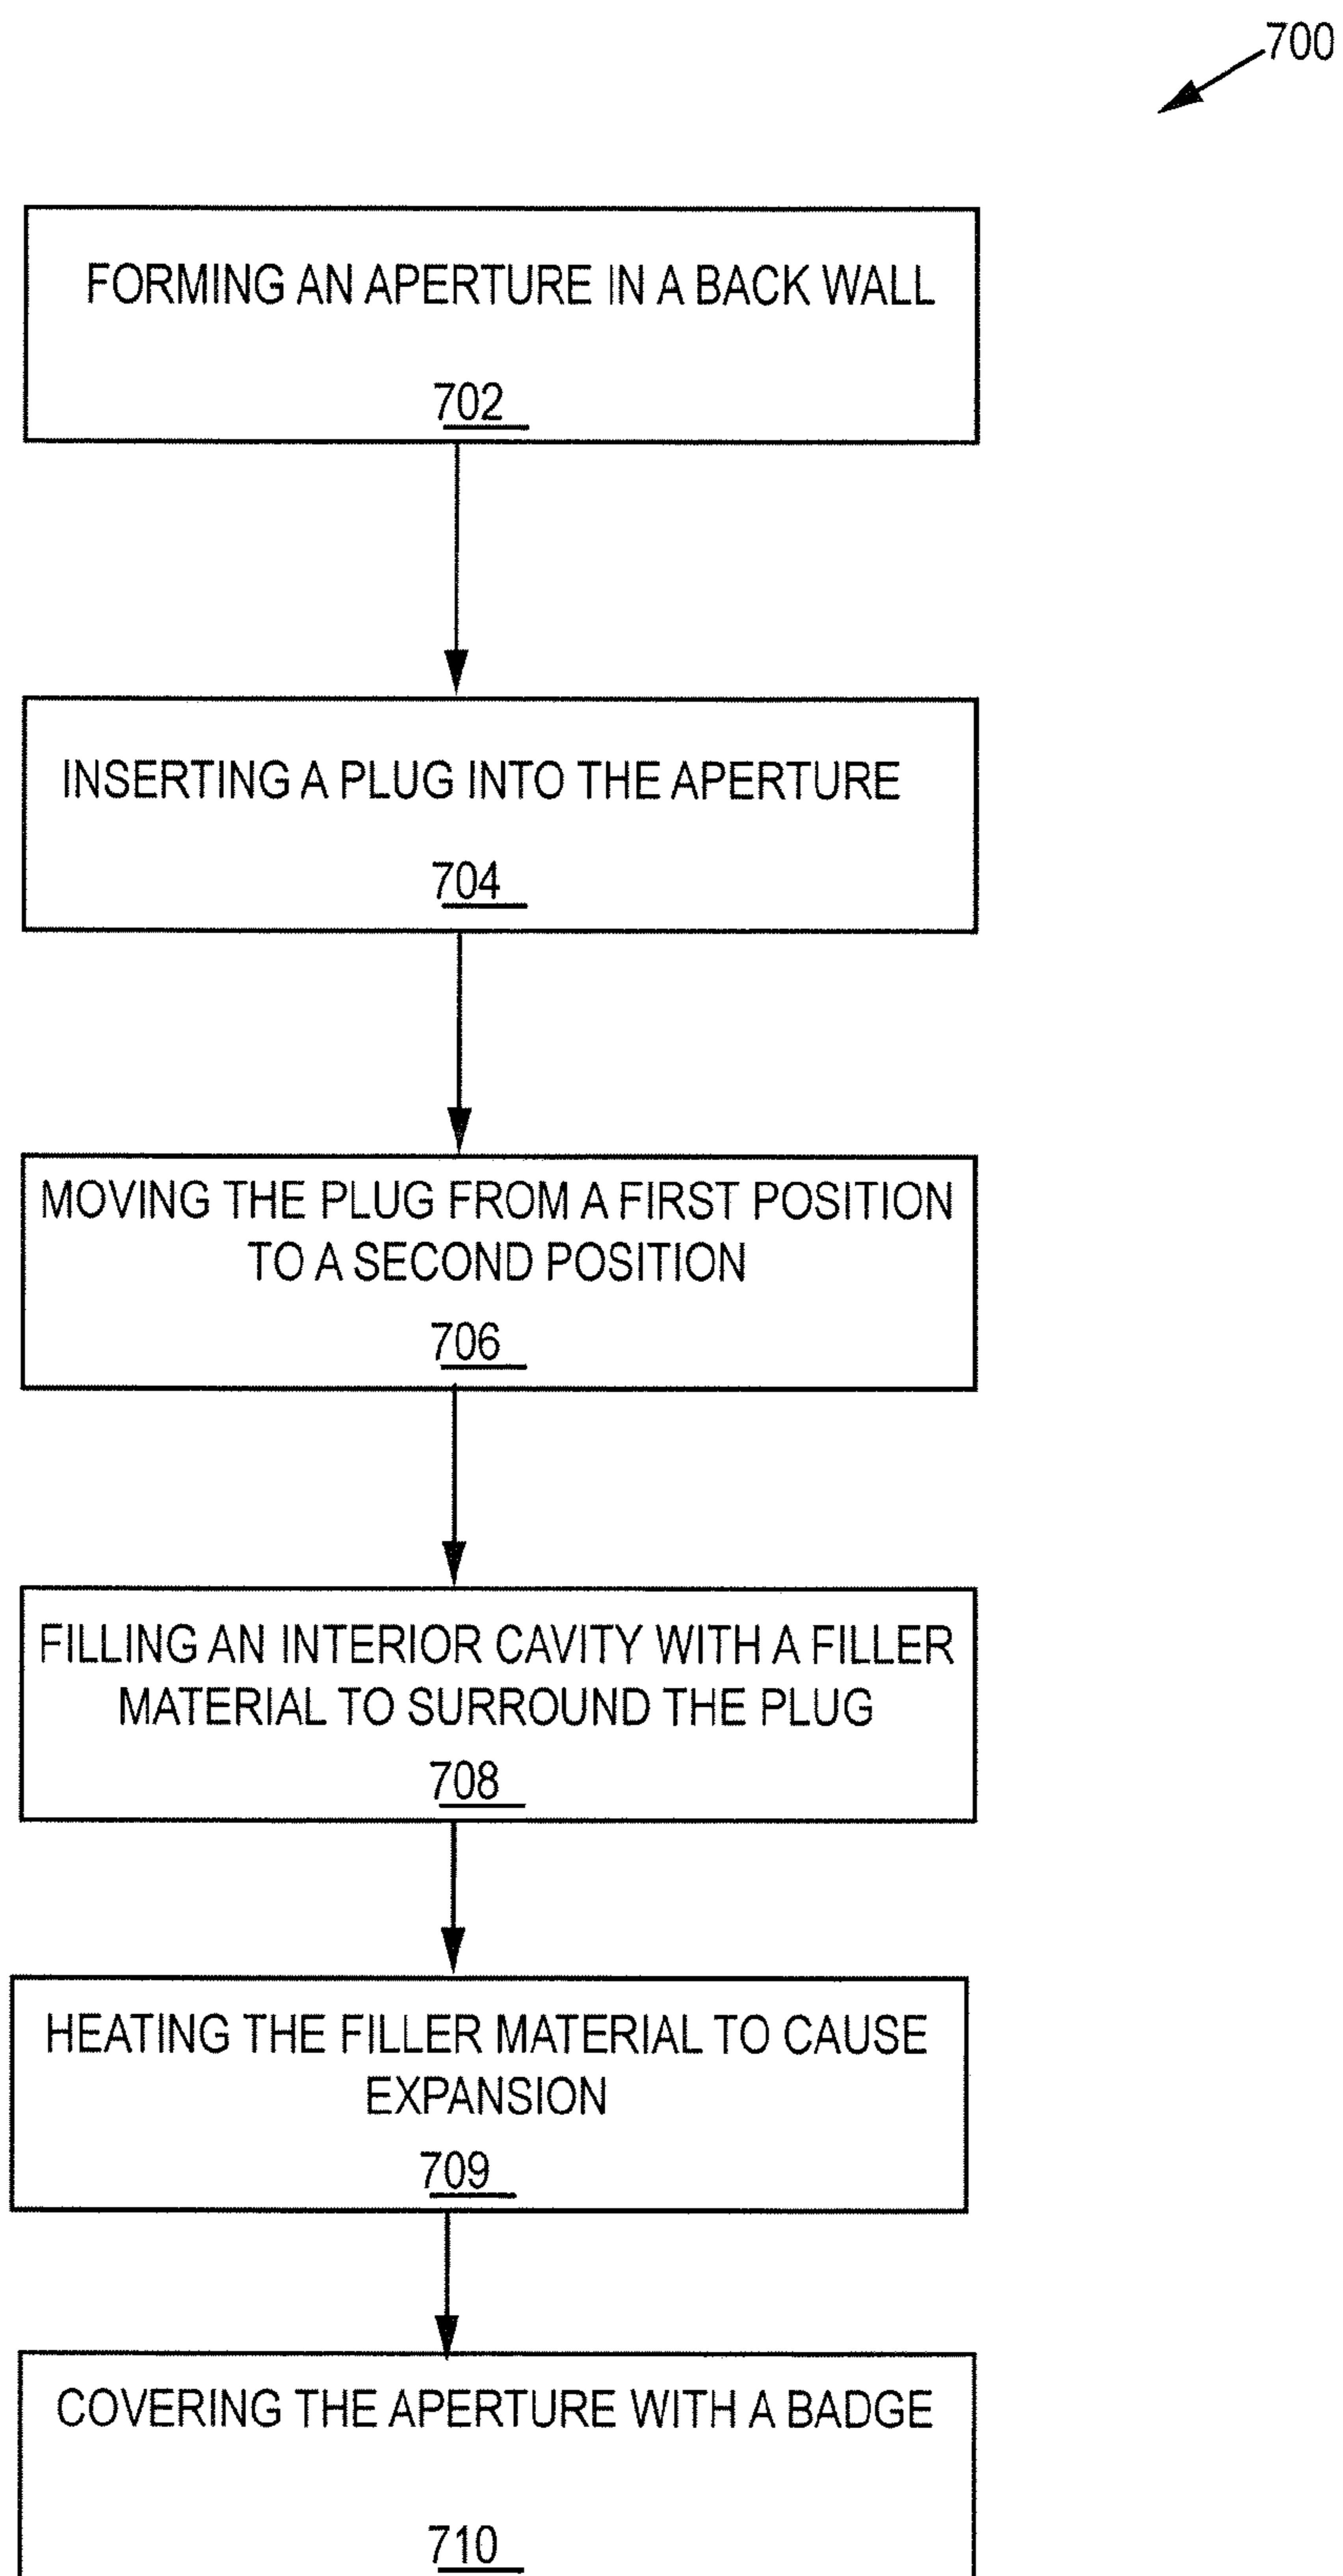 700
FORMING AN APERTURE IN A BACK WALL
702
INSERTING A PLUG INTO THE APERTURE
704
MOVING THE PLUG FROM A FIRST POSITION
TO A SECOND POSITION
706
FILLING AN INTERIOR CAVITY WITH A FILLER
MATERIAL TO SURROUND THE PLUG
708
HEATING THE FILLER MATERIAL TO CAUSE
EXPANSION
709
COVERING THE APERTURE WITH A BADGE
710